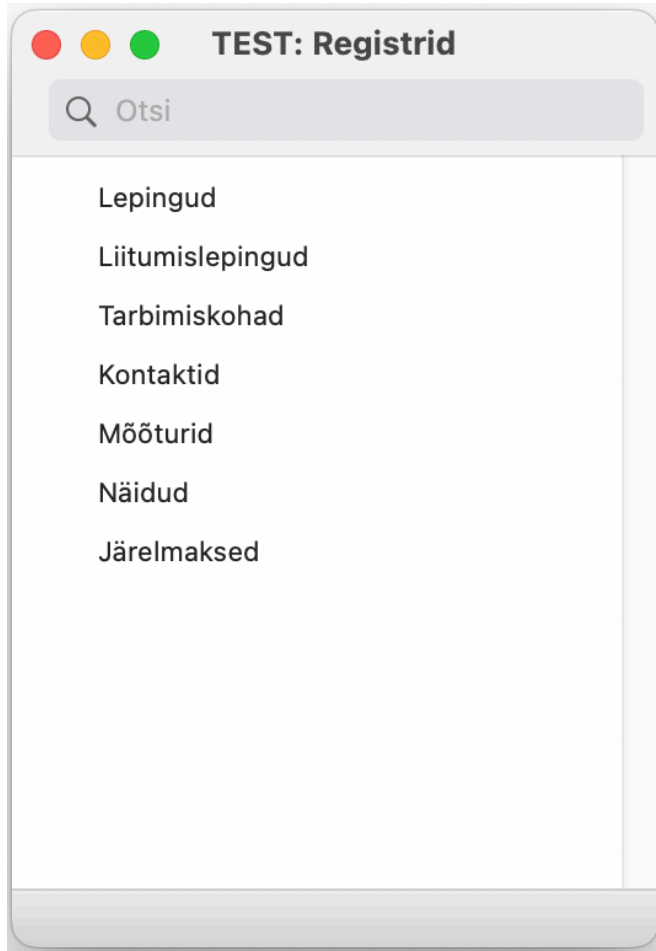 TEST: Registrid
Otsi
Lepingud
Liitumislepingud
Tarbimiskohad
Kontaktid
Mõõturid
Näidud
Järelmaksed